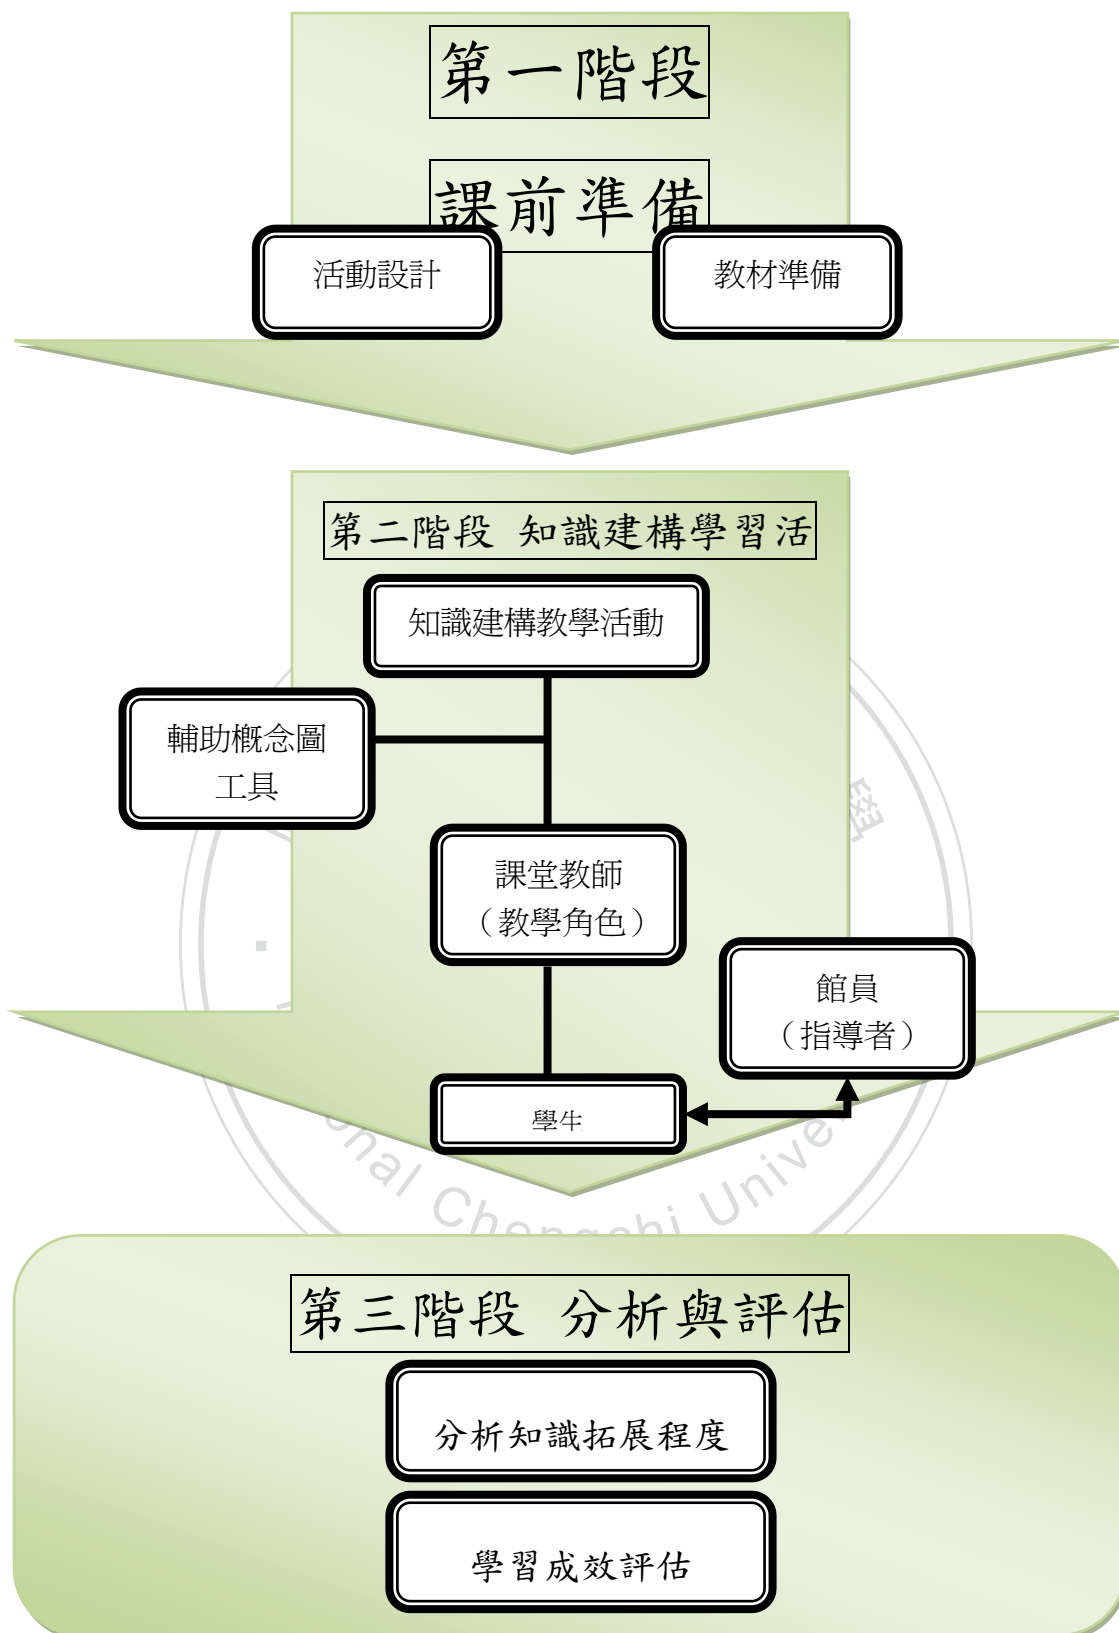 第一階段
課前準備
活動設計
教材準備
第二階段 知識建構學習活
知識建構教學活動
輔助概念圖
工具
課堂教師
（教學角色）
館員
（指導者）
學生
學
onal Chengchi Univer
第三階段 分析與評估
分析知識拓展程度
學習成效評估